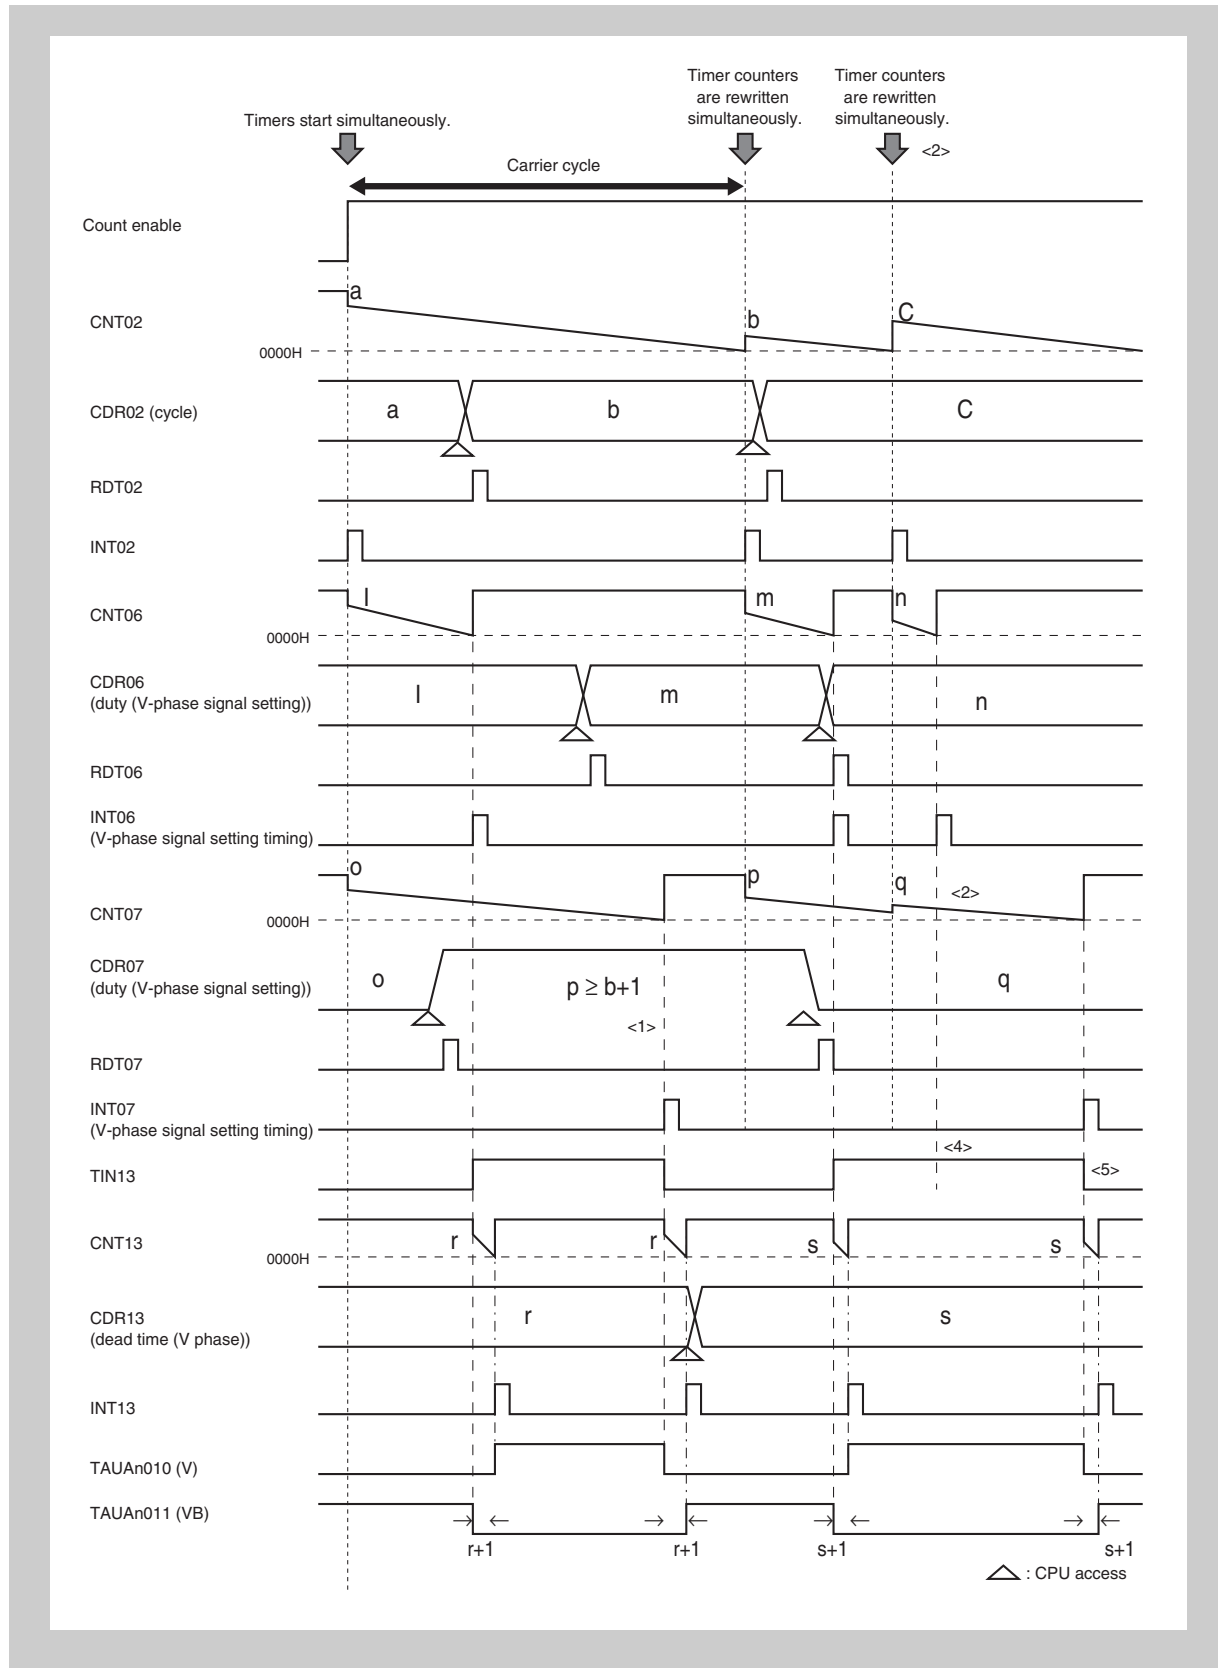 Timer counters
are rewritten
simultaneously.
Timer counters
are rewritten
simultaneously.
Timers start simultaneously.
<2>
Carrier cycle
Count enable
a
b
C
CNT02
0000H
CDR02 (cycle)
a
b
C
RDT02
INT02
l
m
n
CNT06
0000H
CDR06
(duty (V-phase signal setting))
l
m
n
RDT06
INT06
(V-phase signal setting timing)
o
p
q
<2>
CNT07
0000H
CDR07
(duty (V-phase signal setting))
o
p ≥ b+1
q
<1>
RDT07
INT07
(V-phase signal setting timing)
<4>
TIN13
<5>
CNT13
r
r
s
s
0000H
CDR13
(dead time (V phase))
r
s
INT13
TAUAn010 (V)
TAUAn011 (VB)
r+1
r+1
s+1
s+1
: CPU access